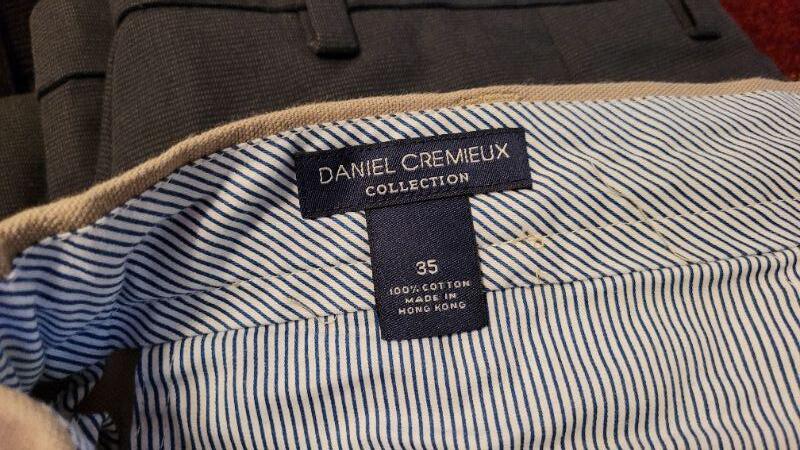 DANIEL CREMIEUX
COLLECTION
35
100% COTTON
MADE IN
HONG KONG